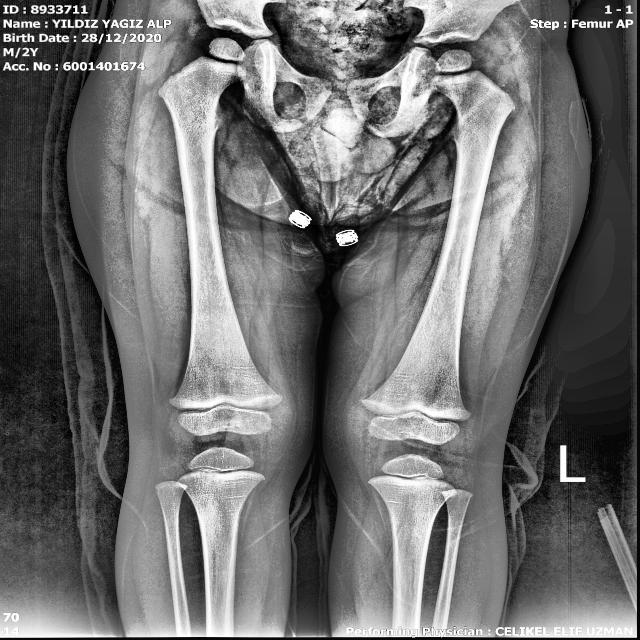 ID : 8933711
Name : YILDIZ YAGIZ ALP
Birth Date : 28/12/2020
M/2Y
Acc. No : 6001401674
1 - 1
Step : Femur AP
L
70
14
Performing Physician : CELIKEL ELIF UZMAN